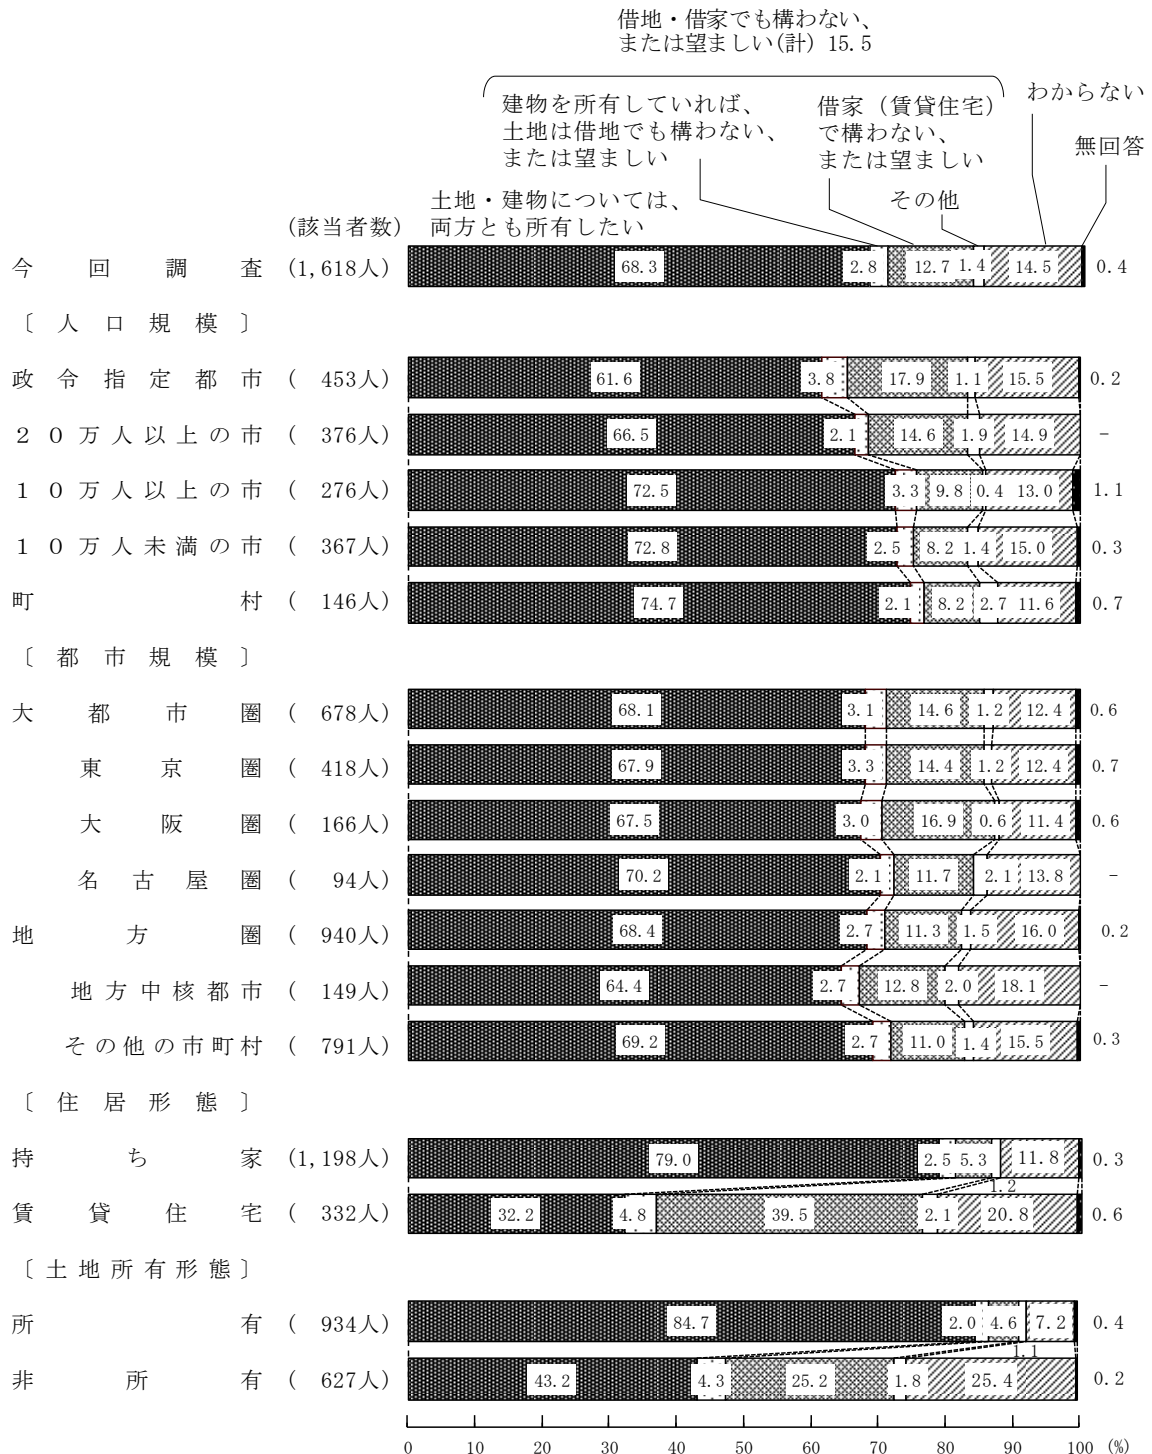 借地・借家でも構わない、
または望ましい(計) 15.5
建物を所有していれば、
土地は借地でも構わない、
または望ましい
借家（賃貸住宅）
で構わない、
または望ましい
わからない
無回答
土地・建物については、
両方とも所有したい
その他
(該当者数)
今回調査 (1,618人) 68.3 2.8 12.7 1.4 14.5 0.4
〔人口規模〕
政令指定都市 ( 453人) 61.6 3.8 17.9 1.1 15.5 0.2
２０万人以上の市 ( 376人) 66.5 2.1 14.6 1.9 14.9 -
１０万人以上の市 ( 276人) 72.5 3.3 9.8 0.4 13.0 1.1
１０万人未満の市 ( 367人) 72.8 2.5 8.2 1.4 15.0 0.3
町村 ( 146人) 74.7 2.1 8.2 2.7 11.6 0.7
〔都市規模〕
大都市圏 ( 678人) 68.1 3.1 14.6 1.2 12.4 0.6
東京圏 ( 418人) 67.9 3.3 14.4 1.2 12.4 0.7
大阪圏 ( 166人) 67.5 3.0 16.9 0.6 11.4 0.6
名古屋圏 ( 94人) 70.2 2.1 11.7 2.1 13.8 -
地方圏 ( 940人) 68.4 2.7 11.3 1.5 16.0 0.2
地方中核都市 ( 149人) 64.4 2.7 12.8 2.0 18.1 -
その他の市町村 ( 791人) 69.2 2.7 11.0 1.4 15.5 0.3
〔住居形態〕
持ち家 (1,198人) 79.0 2.5 5.3 1.2 11.8 0.3
賃貸住宅 ( 332人) 32.2 4.8 39.5 2.1 20.8 0.6
〔土地所有形態〕
所有 ( 934人) 84.7 2.0 4.6 1.1 7.2 0.4
非所有 ( 627人) 43.2 4.3 25.2 1.8 25.4 0.2
0 10 20 30 40 50 60 70 80 90 100 (%)